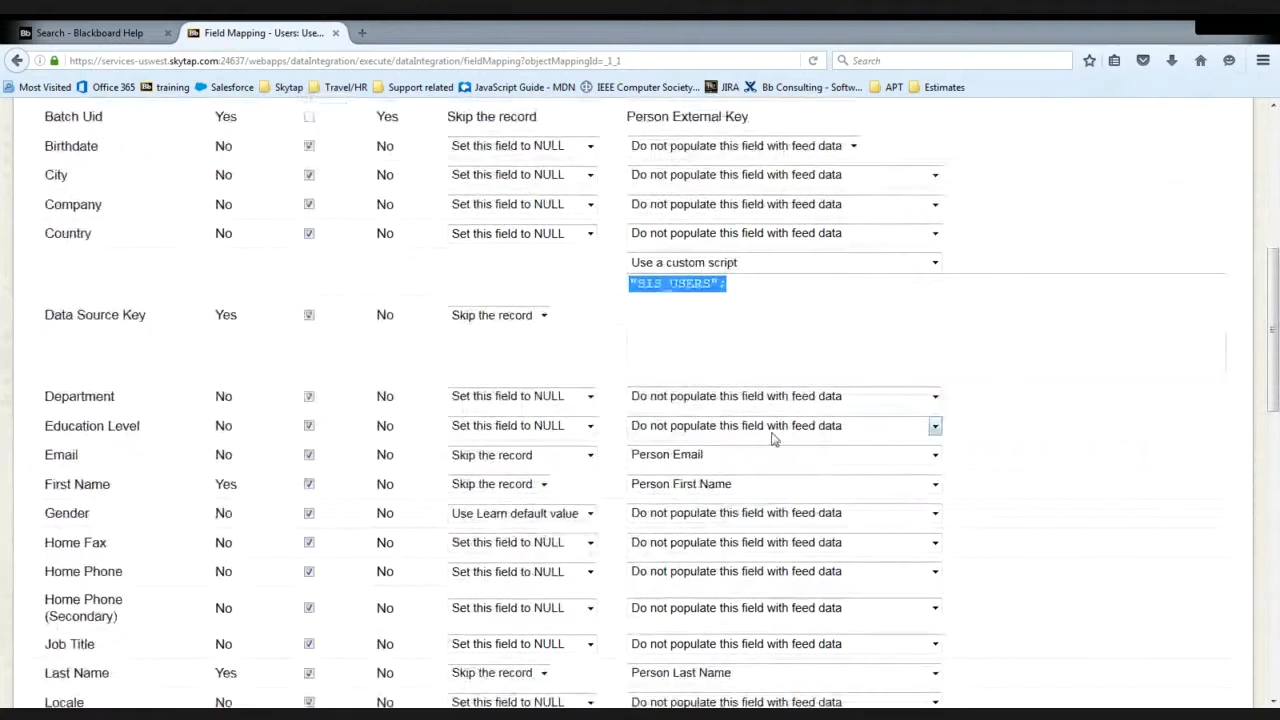 Search - Blackboard Help
Field Mapping - Users: Use...
https://services-uswest.skytap.com:24637/webapps/dataIntegration/execute/dataIntegration/fieldMapping?objectMappingId=_1_1
Search
Most Visited Office 365 training Salesforce Skytap Travel/HR Support related JavaScript Guide - MDN IEEE Computer Society... JIRA Bb Consulting - Softw... APT Estimates
Batch Uid Yes Yes Skip the record Person External Key
Birthdate No No Set this field to NULL Do not populate this field with feed data
City No No Set this field to NULL Do not populate this field with feed data
Company No No Set this field to NULL Do not populate this field with feed data
Country No No Set this field to NULL Do not populate this field with feed data
Use a custom script
"SIS_USERS";
Data Source Key Yes No Skip the record
Department No No Set this field to NULL Do not populate this field with feed data
Education Level No No Set this field to NULL Do not populate this field with feed data
Email No No Skip the record Person Email
First Name Yes No Skip the record Person First Name
Gender No No Use Learn default value Do not populate this field with feed data
Home Fax No No Set this field to NULL Do not populate this field with feed data
Home Phone No No Set this field to NULL Do not populate this field with feed data
Home Phone
(Secondary) No No Set this field to NULL Do not populate this field with feed data
Job Title No No Set this field to NULL Do not populate this field with feed data
Last Name Yes No Skip the record Person Last Name
Locale No No Set this field to NULL Do not populate this field with feed data